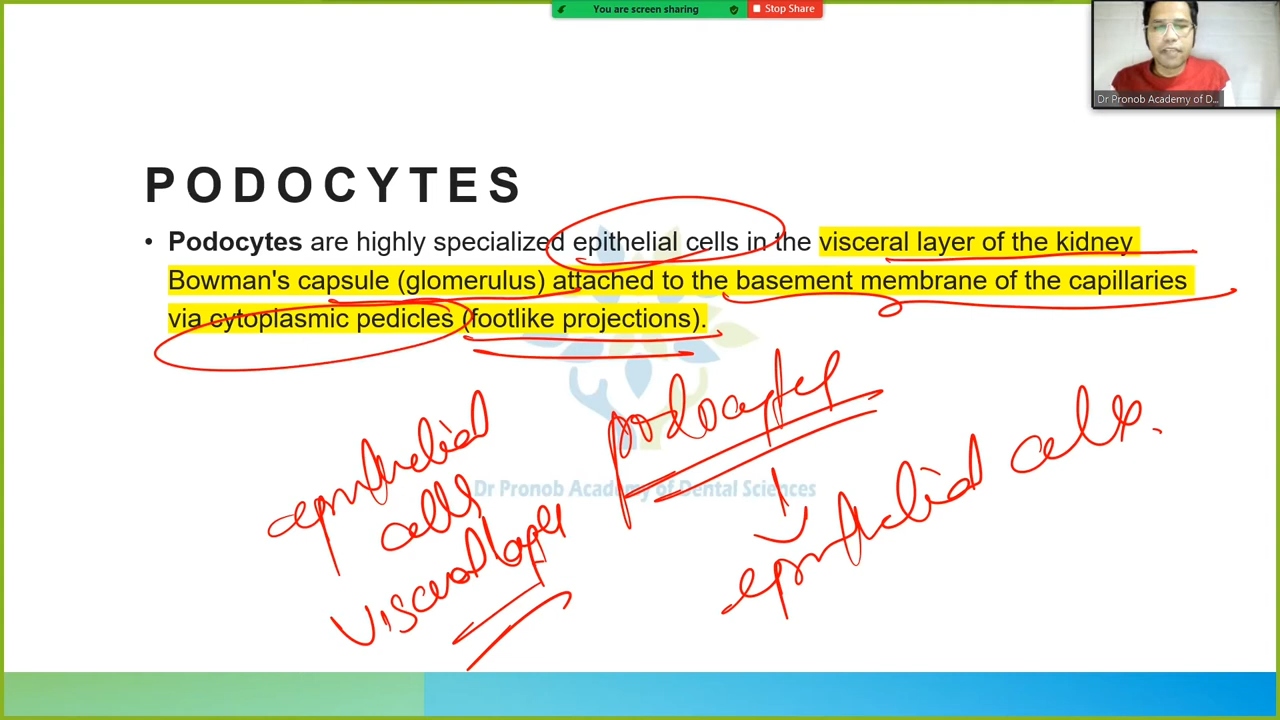 You are screen sharing
Stop Share
Dr Pronob Academy of D...
PODOCYTES
• Podocytes are highly specialized epithelial cells in the visceral layer of the kidney
Bowman's capsule (glomerulus) attached to the basement membrane of the capillaries
via cytoplasmic pedicles (footlike projections).
podocytes
epithelial
cells
visceral layer
epithelial cells.
Dr Pronob Academy of Dental Sciences